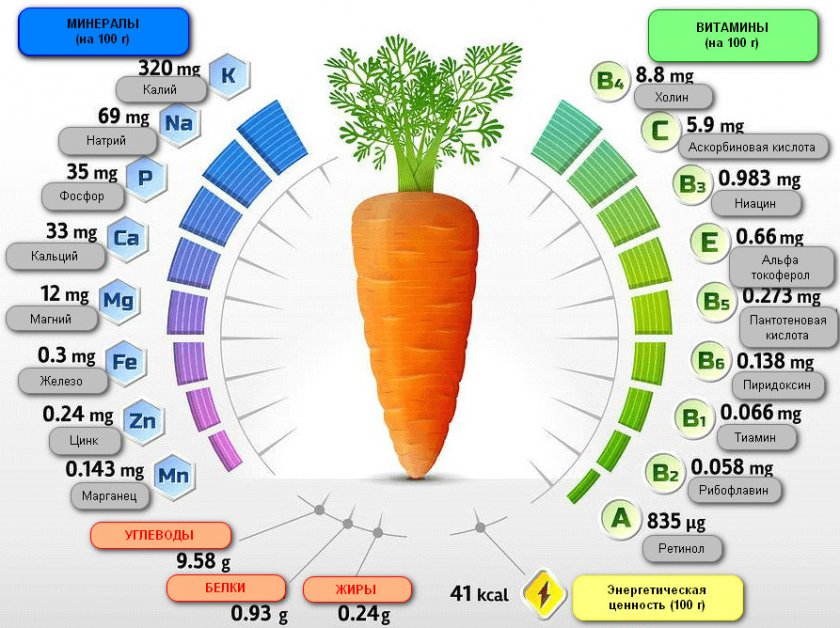 МИНЕРАЛЫ
(на 100 г)
320 mg K
Калий
69 mg Na
Натрий
35 mg P
Фосфор
33 mg Ca
Кальций
12 mg Mg
Магний
0.3 mg Fe
Железо
0.24 mg Zn
Цинк
0.143 mg Mn
Марганец
ВИТАМИНЫ
(на 100 г)
B4 8.8 mg
Холин
C 5.9 mg
Аскорбиновая кислота
B3 0.983 mg
Ниацин
E 0.66 mg
Альфа
токоферол
B5 0.273 mg
Пантотеновая
кислота
B6 0.138 mg
Пиридоксин
B1 0.066 mg
Тиамин
B2 0.058 mg
Рибофлавин
A 835 µg
Ретинол
УГЛЕВОДЫ
9.58 g
БЕЛКИ
0.93 g
ЖИРЫ
0.24g
41 kcal
Энергетическая
ценность (100 г)